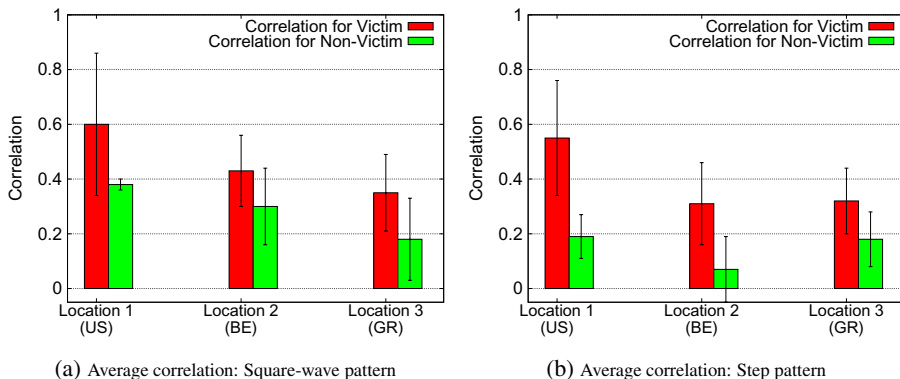 1
0.8
0.6
0.4
0.2
0
Correlation
Correlation for Victim
Correlation for Non-Victim
Location 1
(US)
Location 2
(BE)
Location 3
(GR)
(a) Average correlation: Square-wave pattern
1
0.8
0.6
0.4
0.2
0
Correlation
Correlation for Victim
Correlation for Non-Victim
Location 1
(US)
Location 2
(BE)
Location 3
(GR)
(b) Average correlation: Step pattern